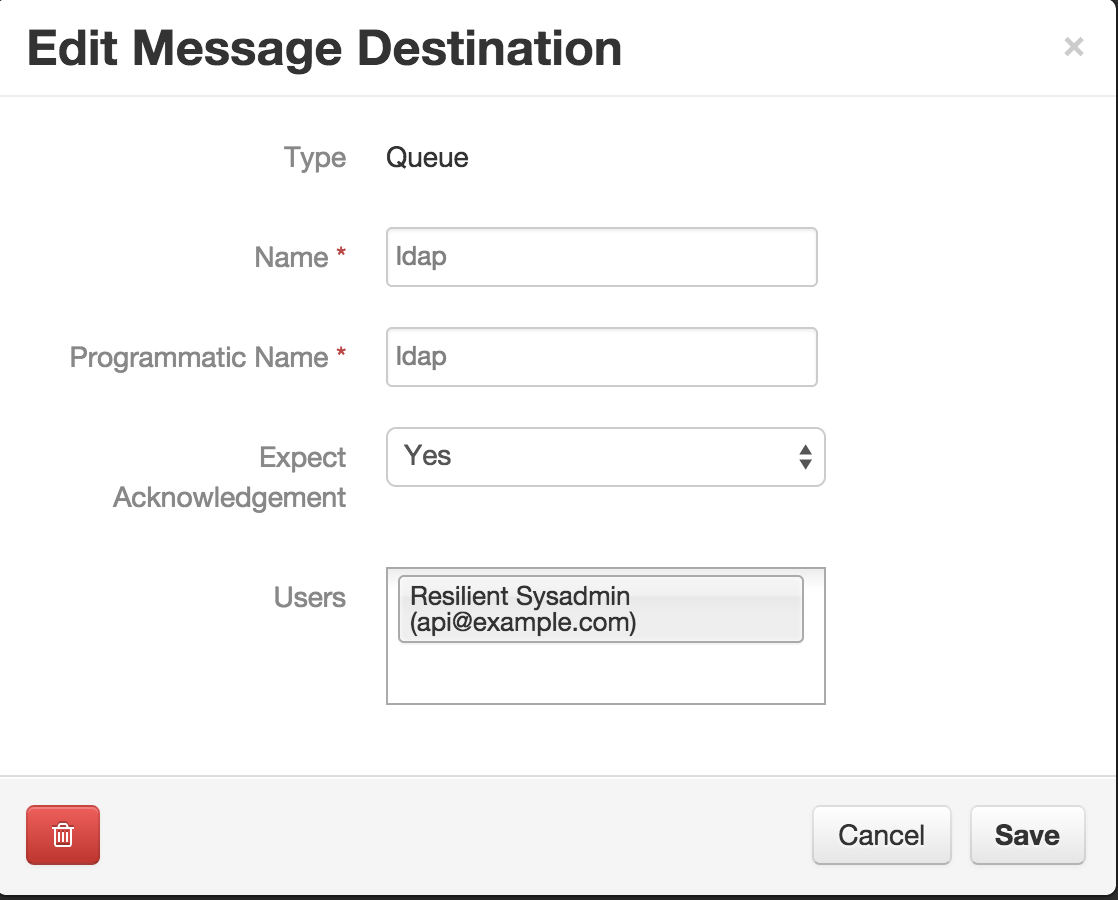 Edit Message Destination
×
Type Queue
Name * ldap
Programmatic Name * ldap
Expect Acknowledgement Yes
Users Resilient Sysadmin
(api@example.com)
Cancel Save